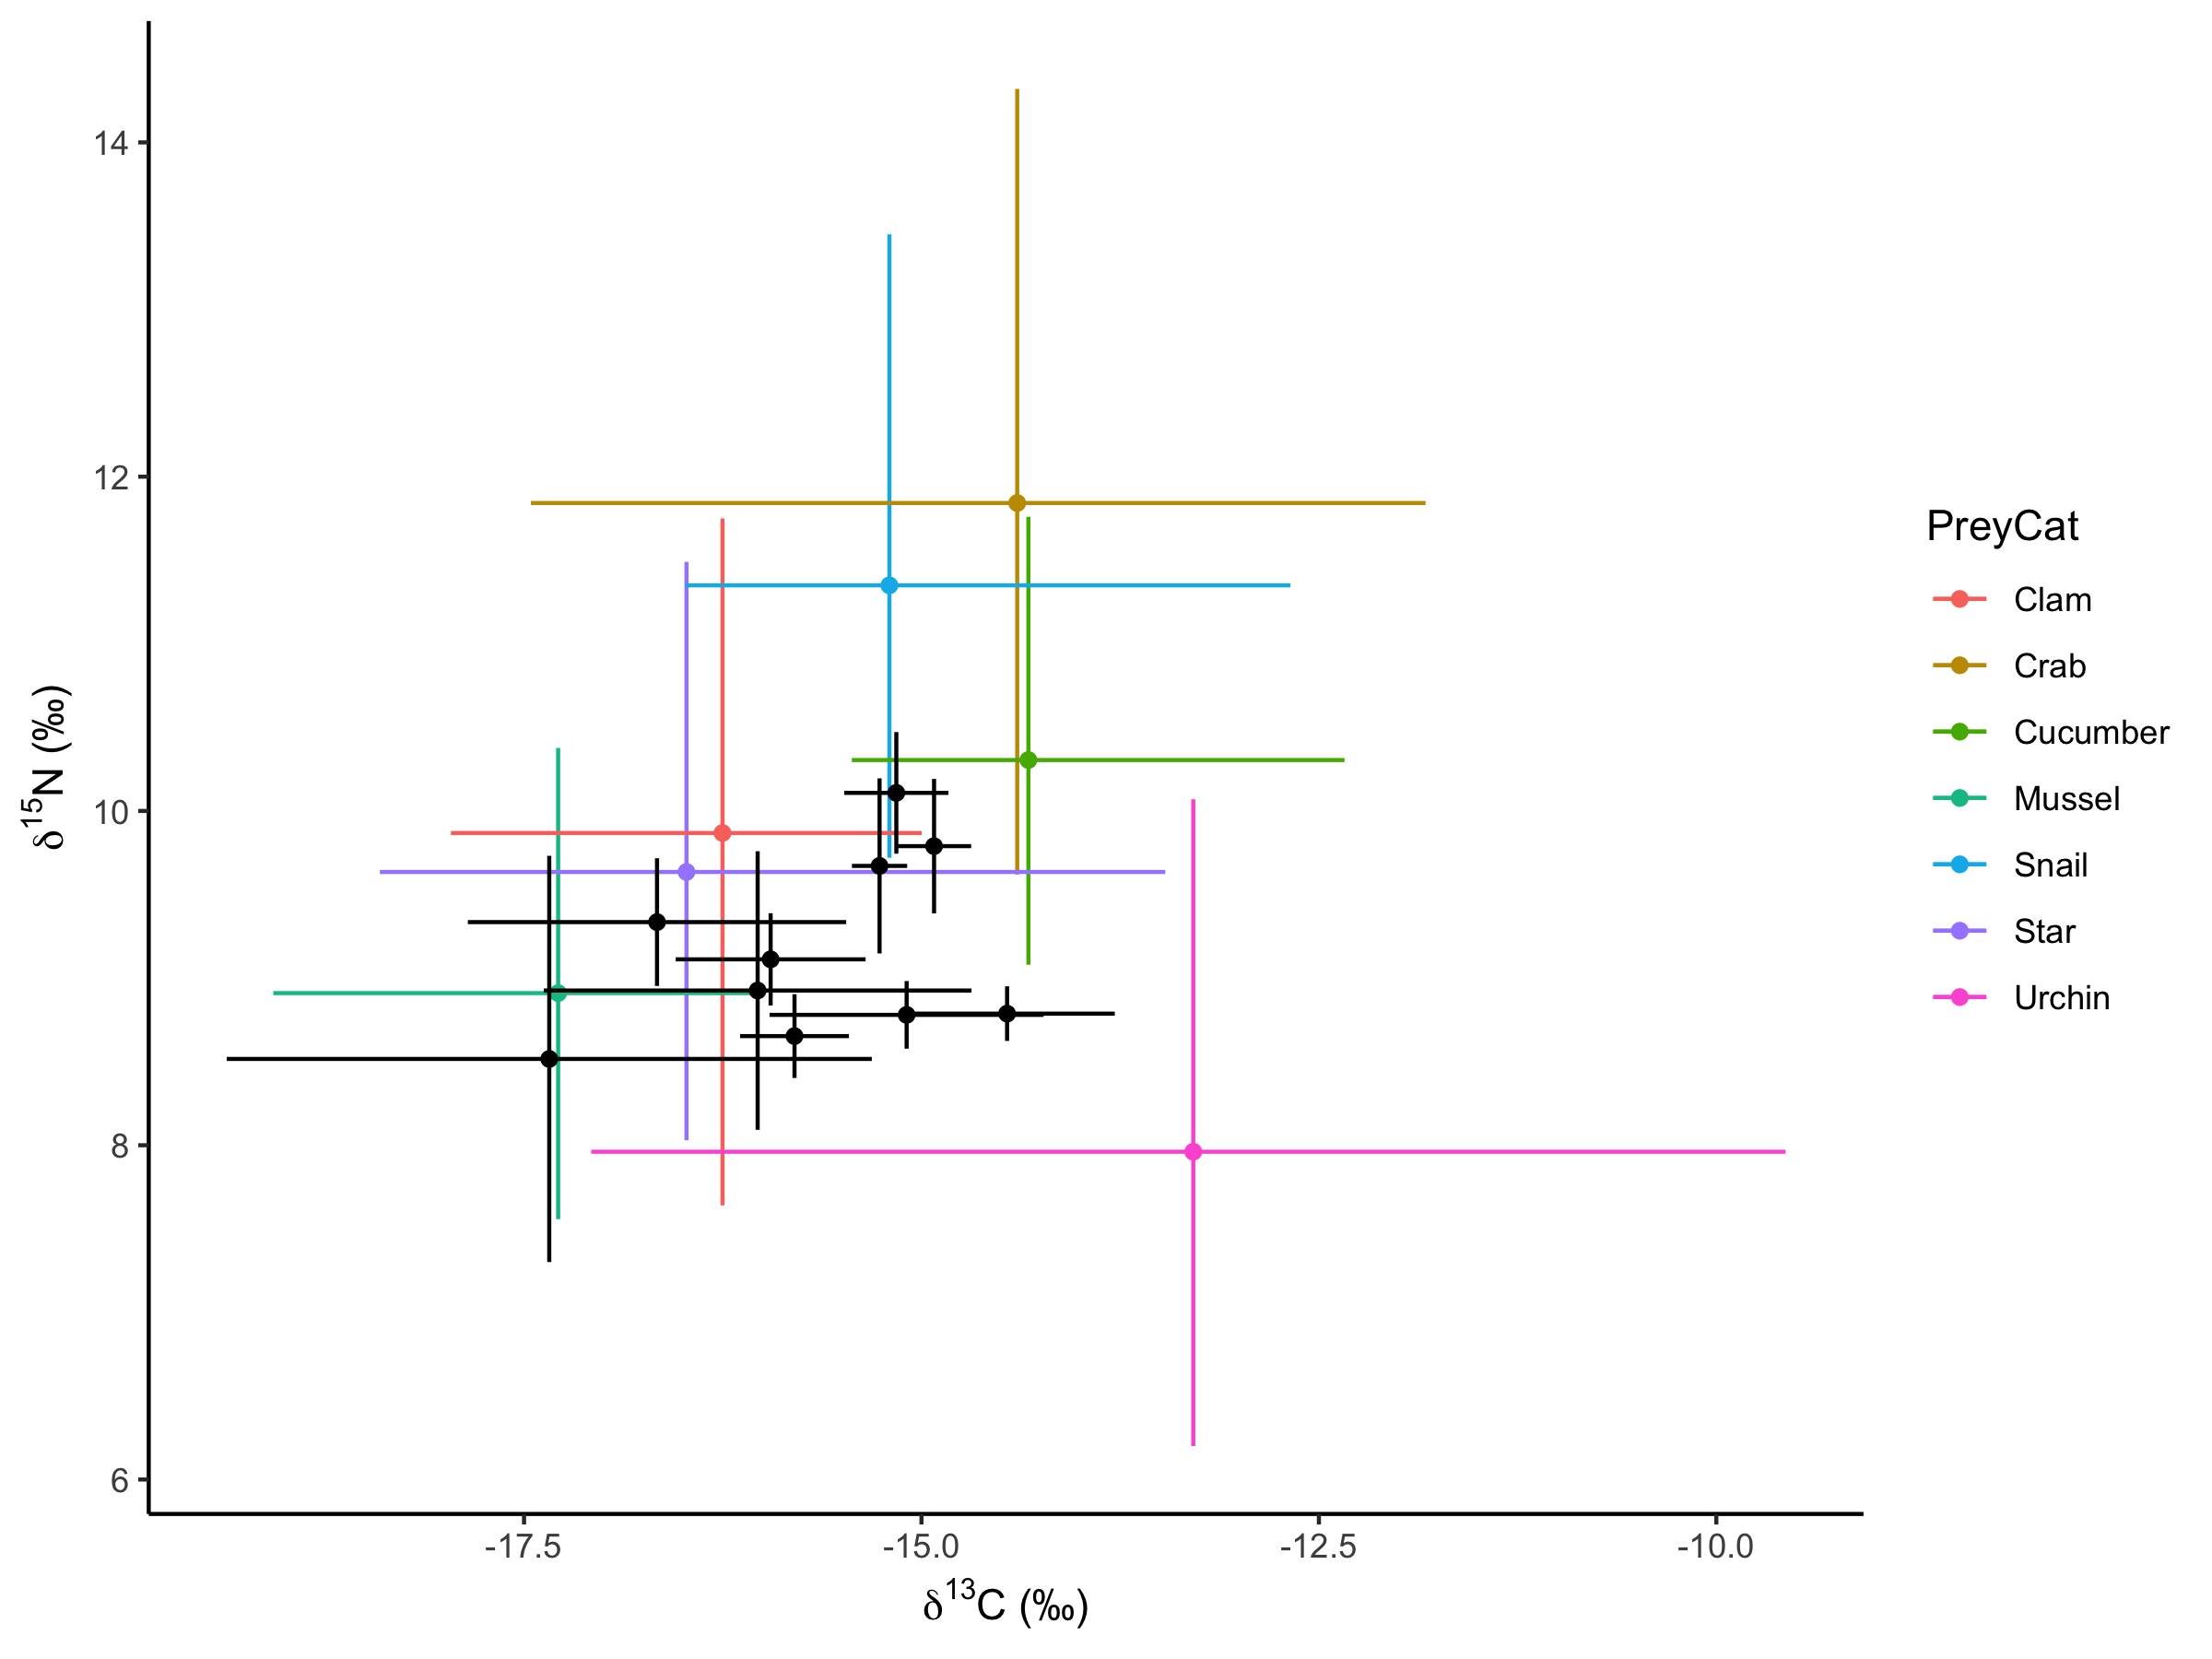 14
12
10
8
6
δ15N (‰)
-17.5 -15.0 -12.5 -10.0
δ13C (‰)
PreyCat
Clam
Crab
Cucumber
Mussel
Snail
Star
Urchin